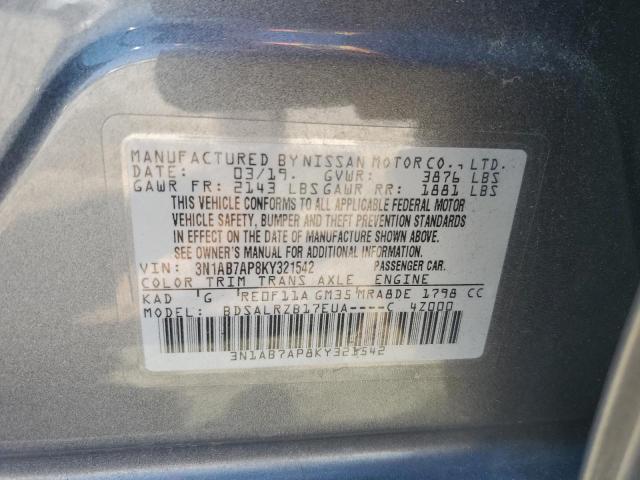 MANUFACTURED BY NISSAN MOTOR CO., LTD.
DATE: 03/19. GVWR: 3876 LBS
GAWR FR: 2143 LBS GAWR RR: 1881 LBS
THIS VEHICLE CONFORMS TO ALL APPLICABLE FEDERAL MOTOR
VEHICLE SAFETY, BUMPER AND THEFT PREVENTION STANDARDS
IN EFFECT ON THE DATE OF MANUFACTURE SHOWN ABOVE.
SEE OWNER'S MANUAL FOR ADDITIONAL INFORMATION
VIN: 3N1AB7AP8KY321542 PASSENGER CAR.
COLOR TRIM TRANS AXLE ENGINE
KAD G RE0F11A GM35 MRA8DE 1798 CC
MODEL: BDSALRZB17EUA----C 4Z000
3N1AB7AP8KY321542